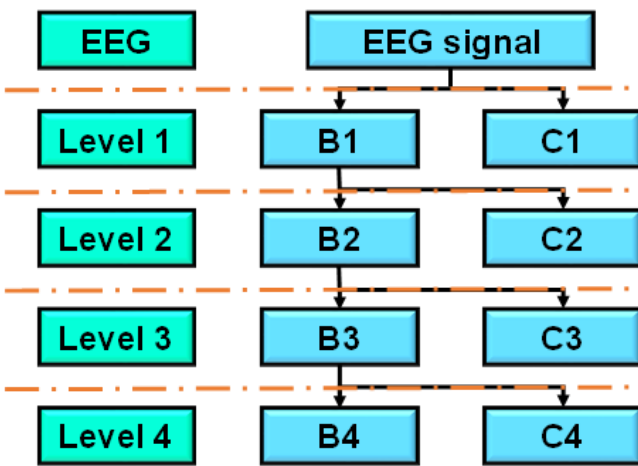 EEG
EEG signal
Level 1
B1
C1
Level 2
B2
C2
Level 3
B3
C3
Level 4
B4
C4